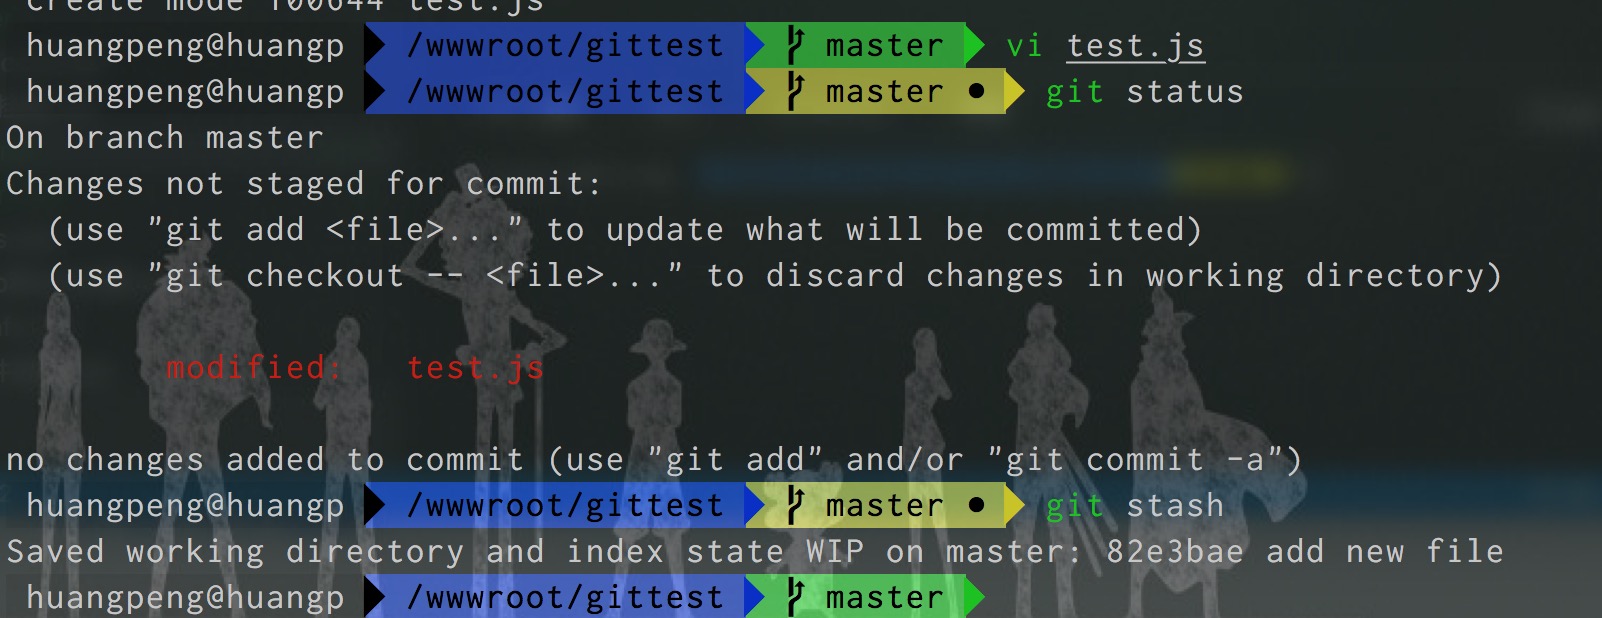 create mode 100644 test.js
huangpeng@huangp /wwwroot/gittest master vi test.js
huangpeng@huangp /wwwroot/gittest master ● git status
On branch master
Changes not staged for commit:
(use "git add <file>..." to update what will be committed)
(use "git checkout -- <file>..." to discard changes in working directory)
modified: test.js
no changes added to commit (use "git add" and/or "git commit -a")
huangpeng@huangp /wwwroot/gittest master ● git stash
Saved working directory and index state WIP on master: 82e3bae add new file
huangpeng@huangp /wwwroot/gittest master